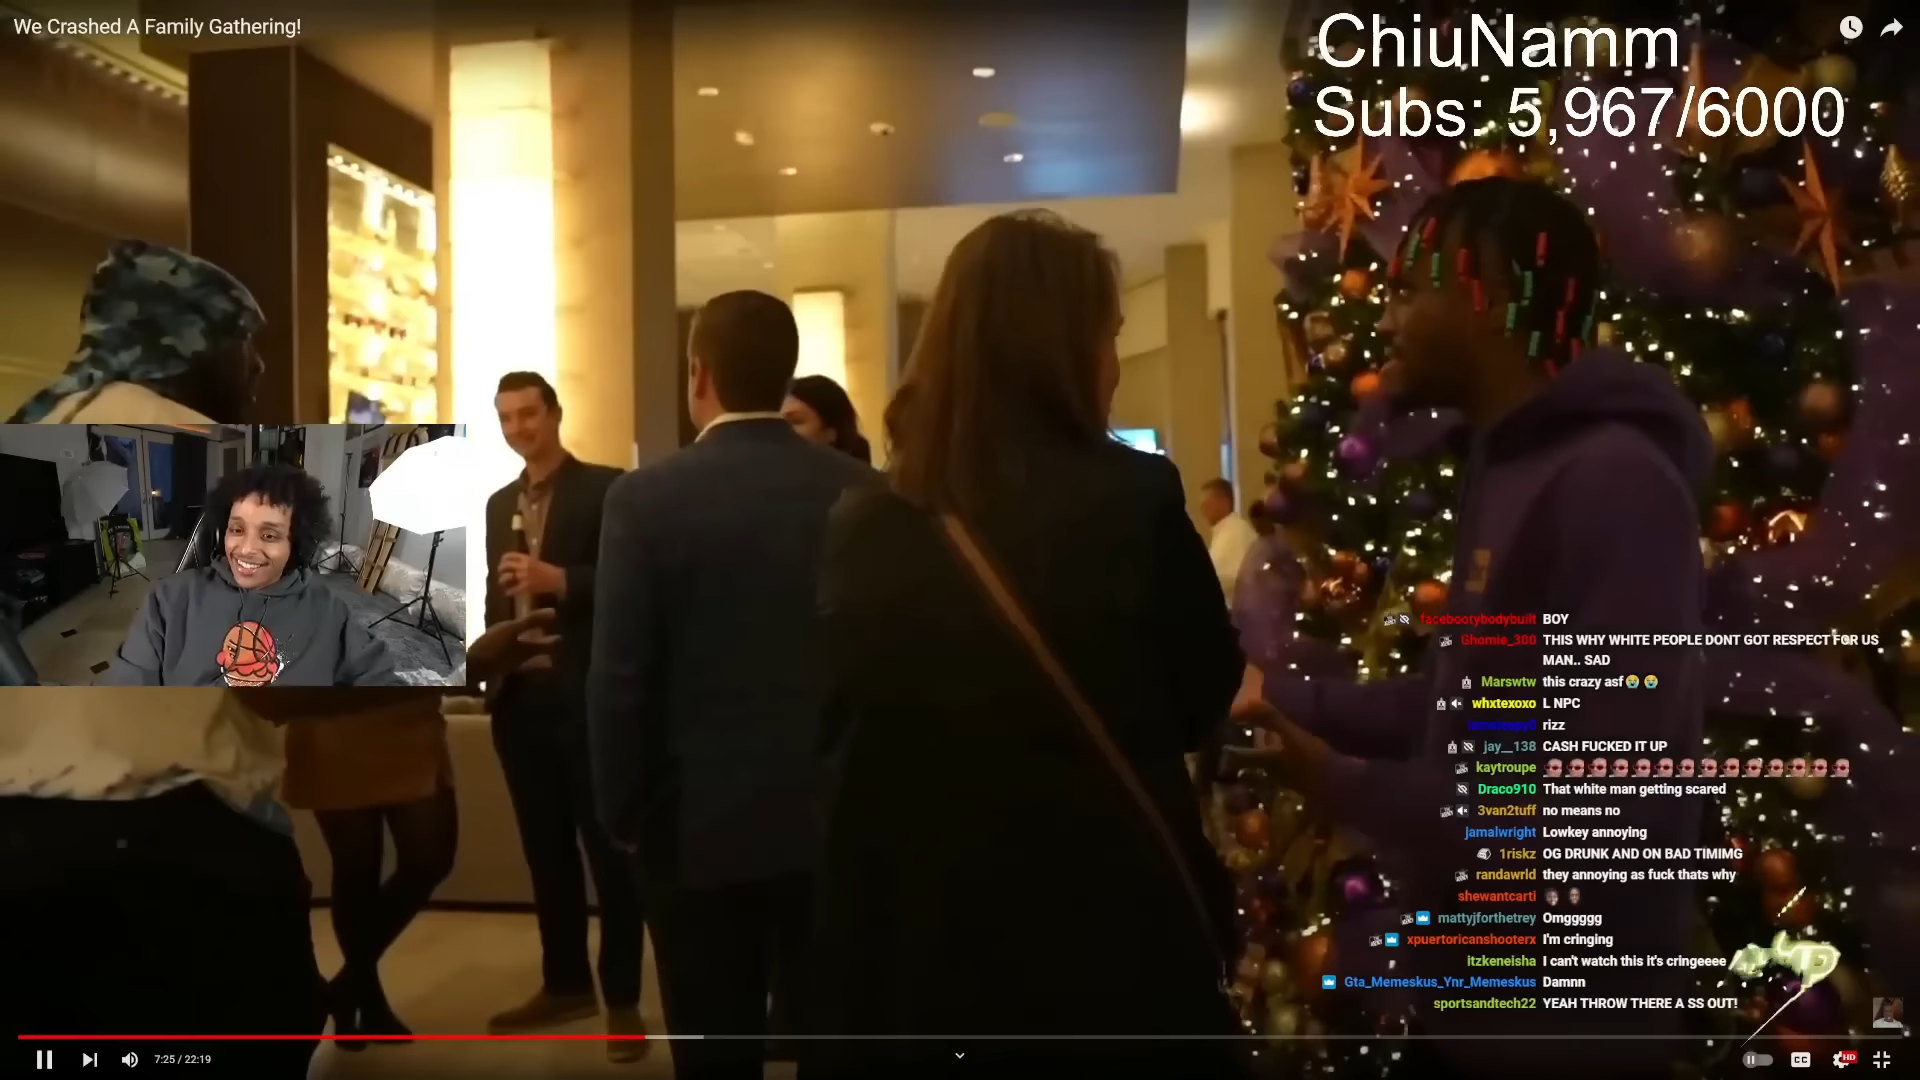 We Crashed A Family Gathering!
ChiuNamm
Subs: 5,967/6000
facebootybodybuilt BOY
Ghomie_300 THIS WHY WHITE PEOPLE DONT GOT RESPECT FOR US
MAN.. SAD
Marswtw this crazy asf😭 😭
whxtexoxo L NPC
rizz
jay__138 CASH FUCKED IT UP
kaytroupe
Draco910 That white man getting scared
3van2tuff no means no
jamalwright Lowkey annoying
1riskz OG DRUNK AND ON BAD TIMIMG
randawrld they annoying as fuck thats why
shewantcarti
mattyjforthetrey Omggggg
xpuertoricanshooterx I'm cringing
itzkeneisha I can't watch this it's cringeeee
Gta_Memeskus_Ynr_Memeskus Damnn
sportsandtech22 YEAH THROW THERE A SS OUT!
7:25 / 22:19
CC
HD